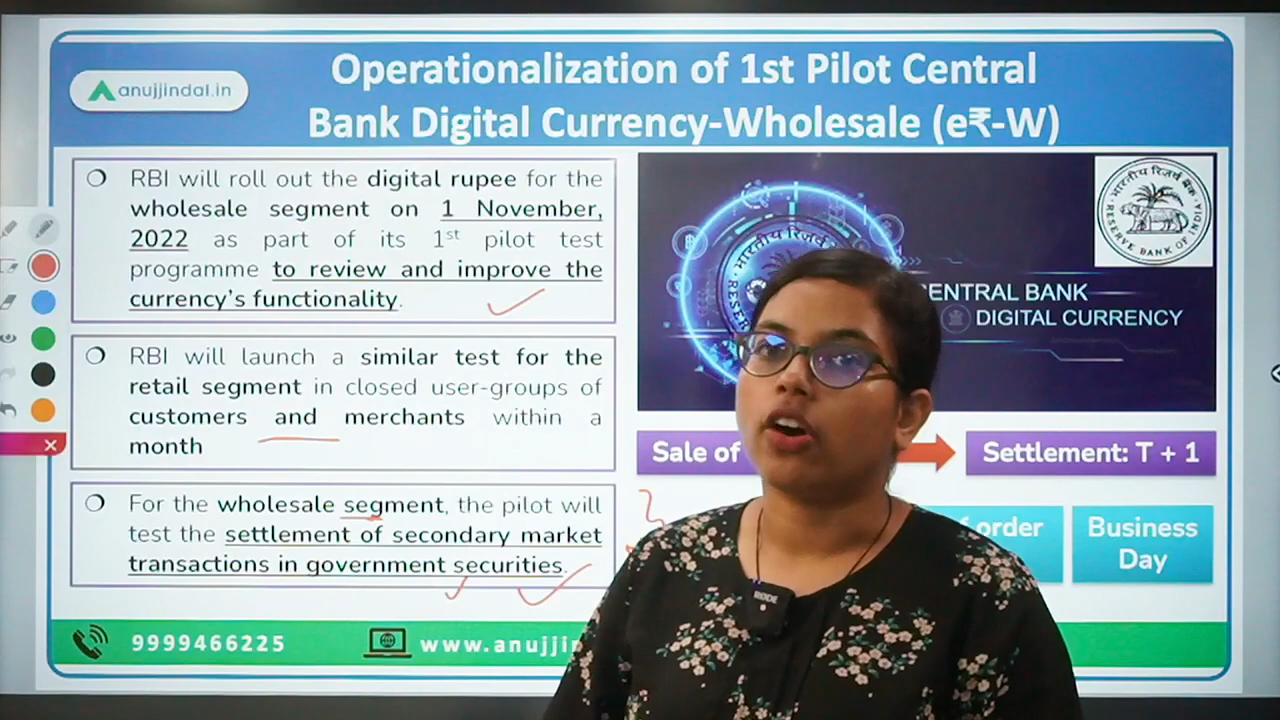 Operationalization of 1st Pilot Central
Bank Digital Currency-Wholesale (e₹-W)
anujjindal.in
RBI will roll out the digital rupee for the
wholesale segment on 1 November,
2022 as part of its 1st pilot test
programme to review and improve the
currency's functionality.
RBI will launch a similar test for the
retail segment in closed user-groups of
customers and merchants within a
month
For the wholesale segment, the pilot will
test the settlement of secondary market
transactions in government securities.
भारतीय रिज़र्व बैंक
RESERVE BANK OF INDIA
भारतीय रिज़र्व
CENTRAL BANK
DIGITAL CURRENCY
Sale of
Settlement: T + 1
order
Business
Day
RODE
9999466225
www.anujji